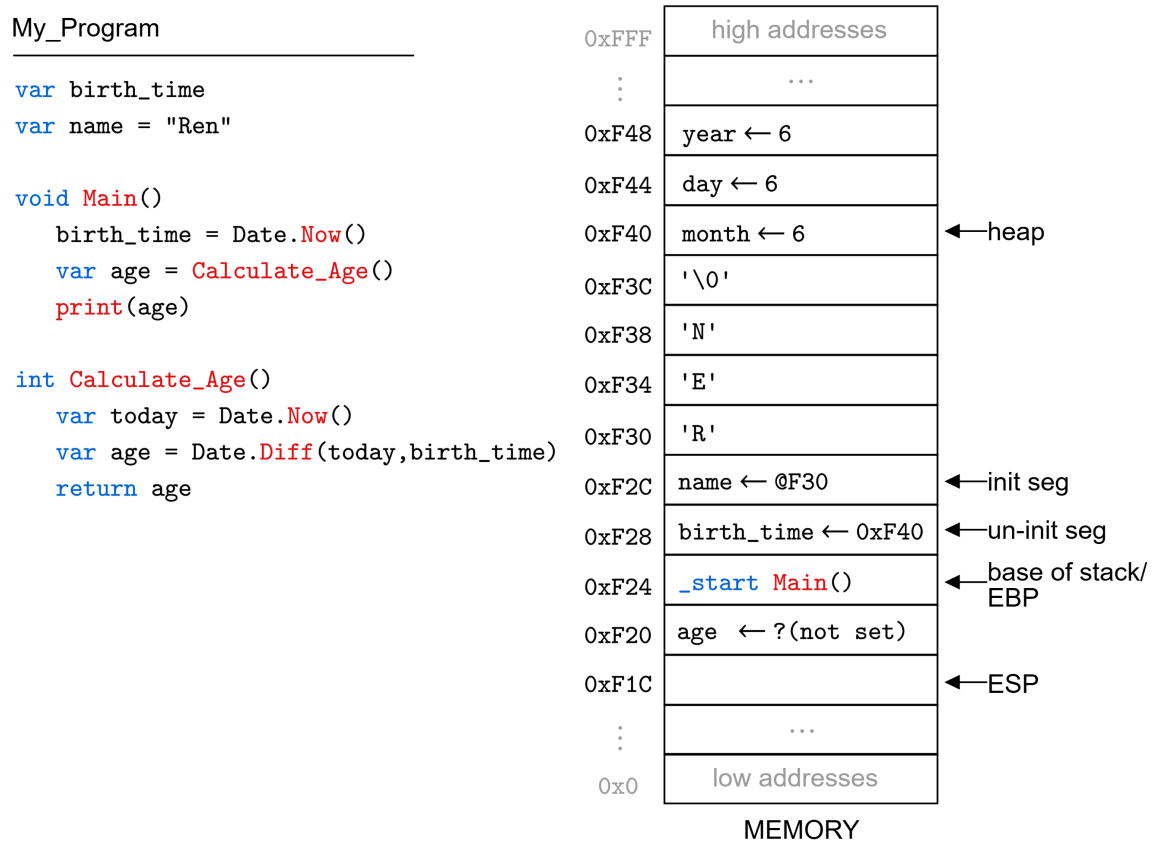 My_Program
var birth_time
var name = "Ren"
void Main()
birth_time = Date.Now()
var age = Calculate_Age()
print(age)
int Calculate_Age()
var today = Date.Now()
var age = Date.Diff(today,birth_time)
return age
0xFFF high addresses
⋮ ...
0xF48 year ← 6
0xF44 day ← 6
0xF40 month ← 6 heap
0xF3C '\0'
0xF38 'N'
0xF34 'E'
0xF30 'R'
0xF2C name ← @F30 init seg
0xF28 birth_time ← 0xF40 un-init seg
0xF24 _start Main() base of stack/
EBP
0xF20 age ← ?(not set)
0xF1C ESP
⋮ ...
0x0 low addresses
MEMORY